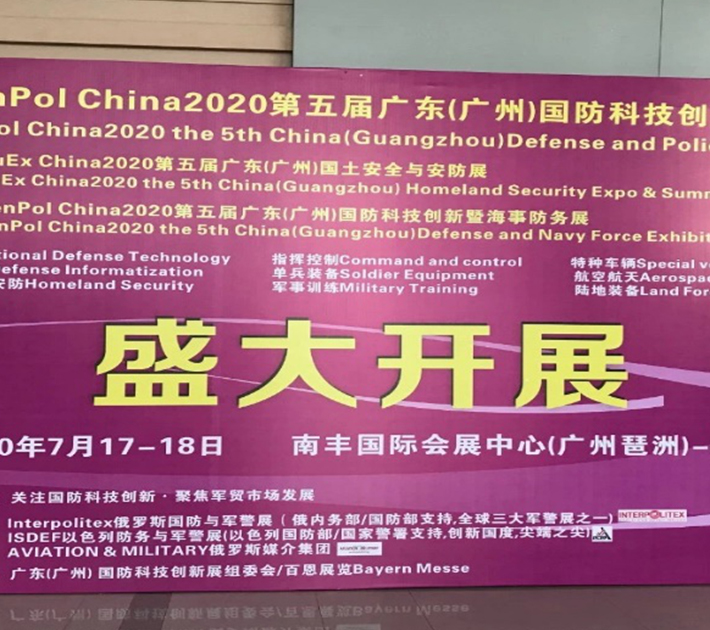 nPol China2020第五届广东(广州)国防科技创
ol China2020 the 5th China(Guangzhou)Defense and Polic
uEx China2020第五届广东(广州)国土安全与安防展
Ex China2020 the 5th China(Guangzhou) Homeland Security Expo & Summ
enPol China2020第五届广东(广州)国防科技创新暨海事防务展
nPol China2020 the 5th China(Guangzhou)Defense and Navy Force Exhibit
tional Defense Technology 指挥控制Command and control 特种车辆Special ve
efense Informatization 单兵装备Soldier Equipment 航空航天Aerospac
安防Homeland Security 军事训练Military Training 陆地装备Land For
盛大开展
0年7月17-18日 南丰国际会展中心(广州琶洲)-
关注国防科技创新·聚焦军贸市场发展
Interpolitex俄罗斯国防与军警展(俄内务部/国防部支持,全球三大军警展之一) INTERPOLITEX
ISDEF以色列防务与军警展(以色列国防部/国家警署支持,创新国度,尖端之尖)
AVIATION & MILITARY俄罗斯媒介集团
广东(广州)国防科技创新展组委会/百恩展览Bayern Messe